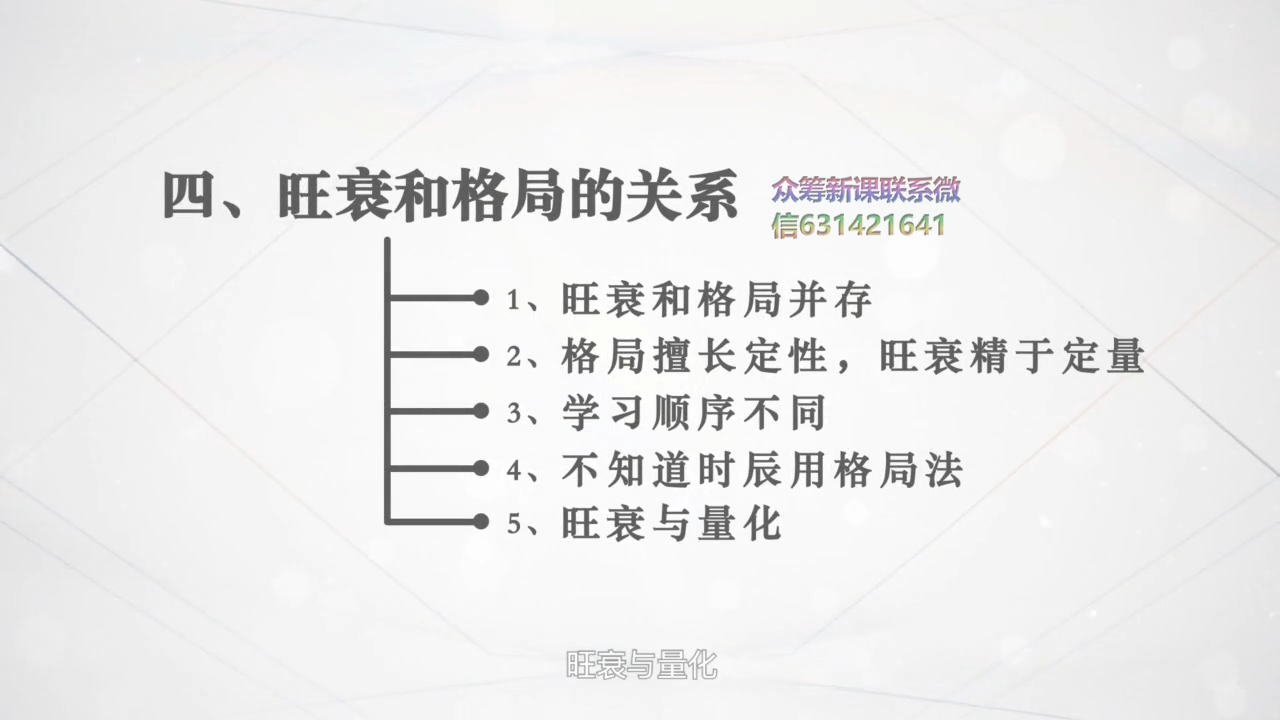 四、旺衰和格局的关系
众筹新课联系微
信631421641
1、旺衰和格局并存
2、格局擅长定性，旺衰精于定量
3、学习顺序不同
4、不知道时辰用格局法
5、旺衰与量化
旺衰与量化